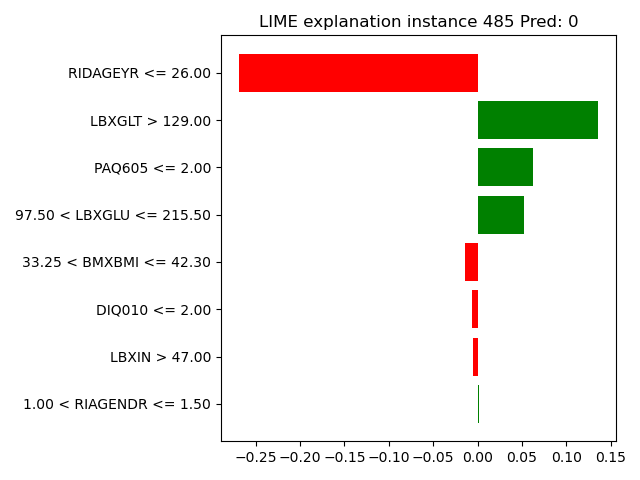 LIME explanation instance 485 Pred: 0
RIDAGEYR <= 26.00
LBXGLT > 129.00
PAQ605 <= 2.00
97.50 < LBXGLU <= 215.50
33.25 < BMXBMI <= 42.30
DIQ010 <= 2.00
LBXIN > 47.00
1.00 < RIAGENDR <= 1.50
−0.25 −0.20 −0.15 −0.10 −0.05 0.00 0.05 0.10 0.15